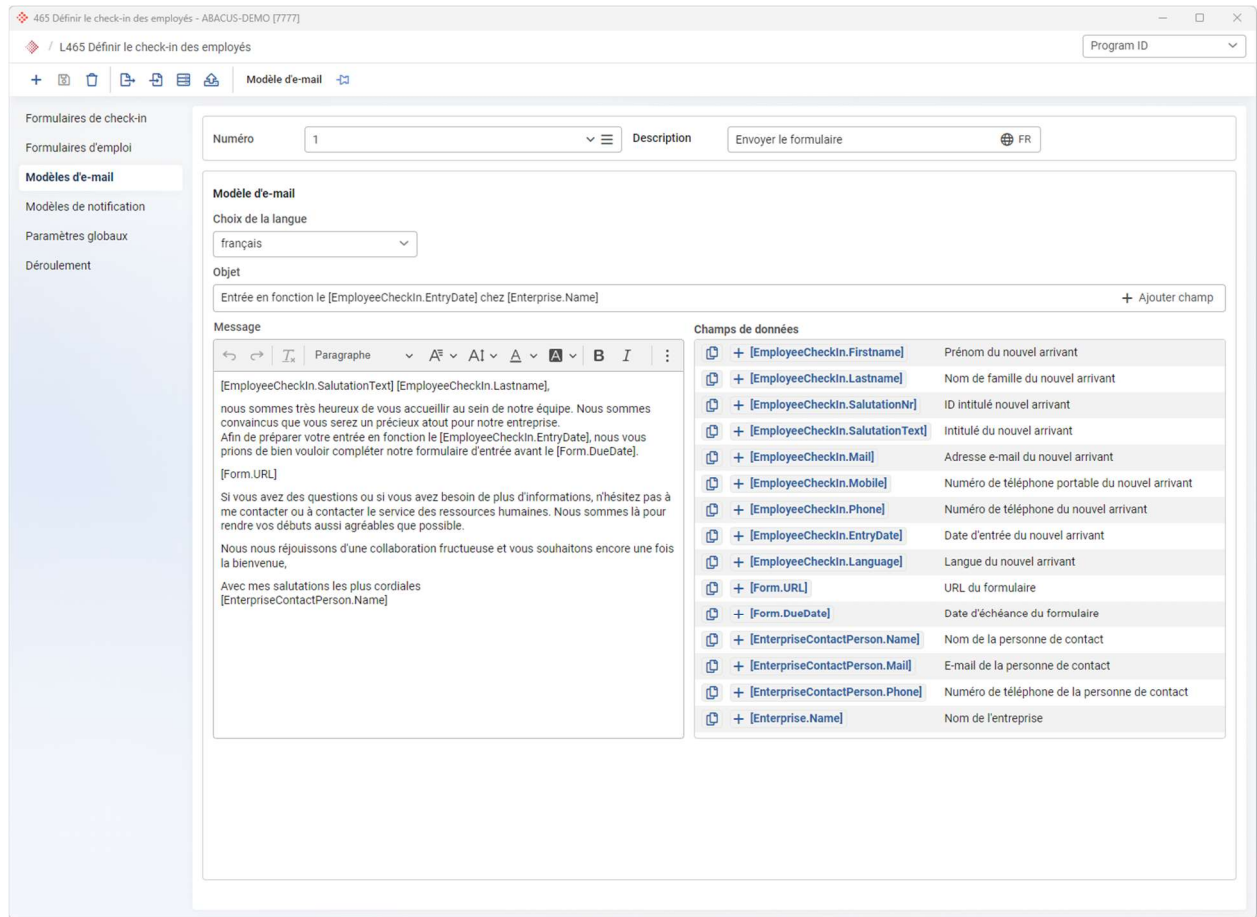 465 Définir le check-in des employés - ABACUS-DEMO [7777]
/ L465 Définir le check-in des employés
Program ID
Modèle d'e-mail
Formulaires de check-in
Formulaires d'emploi
Modèles d'e-mail
Modèles de notification
Paramètres globaux
Déroulement
Numéro
1
Description
Envoyer le formulaire
FR
Modèle d'e-mail
Choix de la langue
français
Objet
Entrée en fonction le [EmployeeCheckIn.EntryDate] chez [Enterprise.Name]
+ Ajouter champ
Message
Paragraphe
B I
[EmployeeCheckIn.SalutationText] [EmployeeCheckIn.Lastname],
nous sommes très heureux de vous accueillir au sein de notre équipe. Nous sommes
convaincus que vous serez un précieux atout pour notre entreprise.
Afin de préparer votre entrée en fonction le [EmployeeCheckIn.EntryDate], nous vous
prions de bien vouloir compléter notre formulaire d'entrée avant le [Form.DueDate].
[Form.URL]
Si vous avez des questions ou si vous avez besoin de plus d'informations, n'hésitez pas à
me contacter ou à contacter le service des ressources humaines. Nous sommes là pour
rendre vos débuts aussi agréables que possible.
Nous nous réjouissons d'une collaboration fructueuse et vous souhaitons encore une fois
la bienvenue,
Avec mes salutations les plus cordiales
[EnterpriseContactPerson.Name]
Champs de données
+ [EmployeeCheckIn.Firstname] Prénom du nouvel arrivant
+ [EmployeeCheckIn.Lastname] Nom de famille du nouvel arrivant
+ [EmployeeCheckIn.SalutationNr] ID intitulé nouvel arrivant
+ [EmployeeCheckIn.SalutationText] Intitulé du nouvel arrivant
+ [EmployeeCheckIn.Mail] Adresse e-mail du nouvel arrivant
+ [EmployeeCheckIn.Mobile] Numéro de téléphone portable du nouvel arrivant
+ [EmployeeCheckIn.Phone] Numéro de téléphone du nouvel arrivant
+ [EmployeeCheckIn.EntryDate] Date d'entrée du nouvel arrivant
+ [EmployeeCheckIn.Language] Langue du nouvel arrivant
+ [Form.URL] URL du formulaire
+ [Form.DueDate] Date d'échéance du formulaire
+ [EnterpriseContactPerson.Name] Nom de la personne de contact
+ [EnterpriseContactPerson.Mail] E-mail de la personne de contact
+ [EnterpriseContactPerson.Phone] Numéro de téléphone de la personne de contact
+ [Enterprise.Name] Nom de l'entreprise